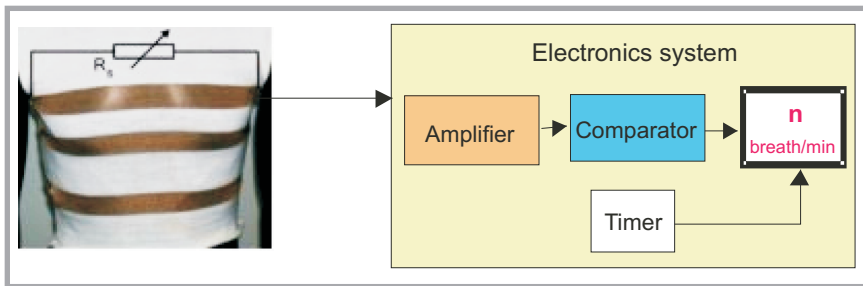 Rs
Electronics system
Amplifier
Comparator
n
breath/min
Timer